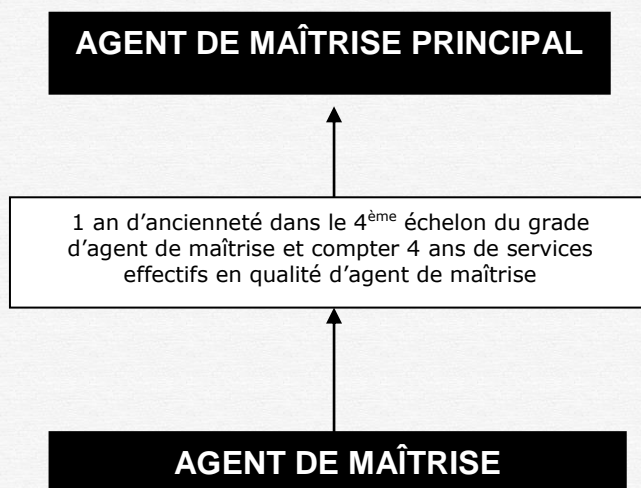 AGENT DE MAÎTRISE PRINCIPAL
1 an d’ancienneté dans le 4ème échelon du grade
d’agent de maîtrise et compter 4 ans de services
effectifs en qualité d’agent de maîtrise
AGENT DE MAÎTRISE